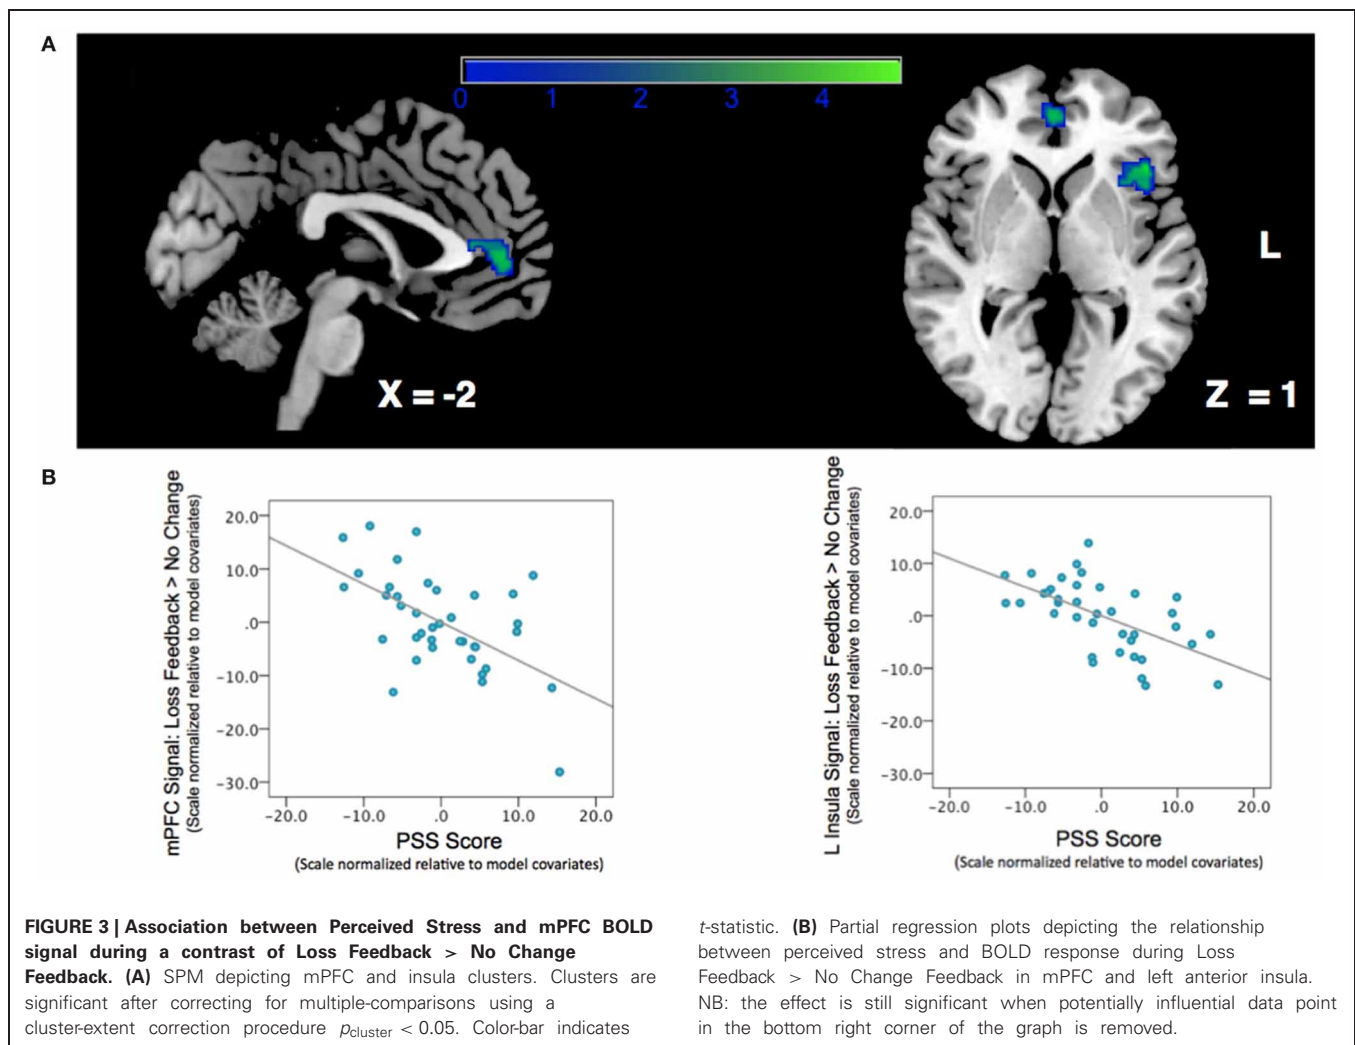 A
0 1 2 3 4
L
X = -2
Z = 1
B
mPFC Signal: Loss Feedback > No Change
(Scale normalized relative to model covariates)
20.0
10.0
.0
-10.0
-20.0
-30.0
-20.0 -10.0 .0 10.0 20.0
PSS Score
(Scale normalized relative to model covariates)
L Insula Signal: Loss Feedback > No Change
(Scale normalized relative to model covariates)
20.0
10.0
.0
-10.0
-20.0
-30.0
-20.0 -10.0 .0 10.0 20.0
PSS Score
(Scale normalized relative to model covariates)
FIGURE 3 | Association between Perceived Stress and mPFC BOLD
signal during a contrast of Loss Feedback > No Change
Feedback. (A) SPM depicting mPFC and insula clusters. Clusters are
significant after correcting for multiple-comparisons using a
cluster-extent correction procedure pcluster < 0.05. Color-bar indicates
t-statistic. (B) Partial regression plots depicting the relationship
between perceived stress and BOLD response during Loss
Feedback > No Change Feedback in mPFC and left anterior insula.
NB: the effect is still significant when potentially influential data point
in the bottom right corner of the graph is removed.